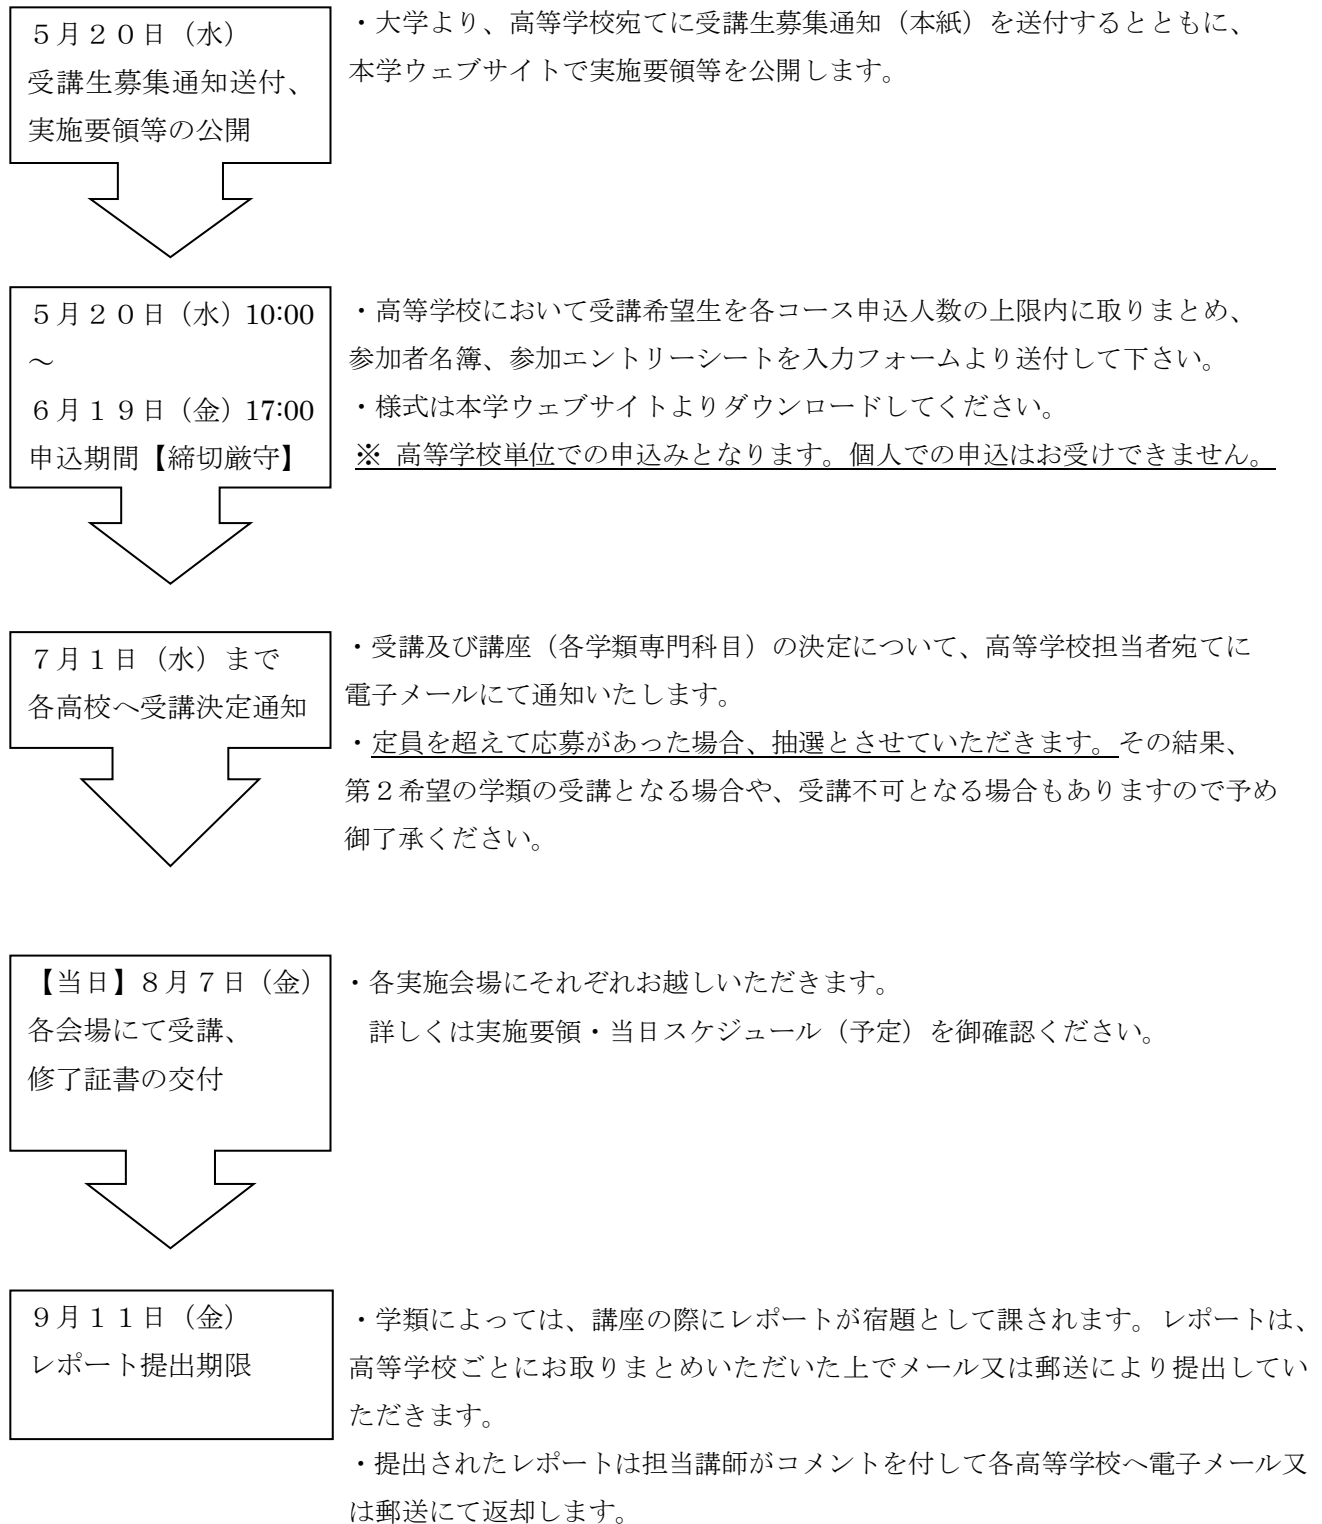 ５月２０日（水）
受講生募集通知送付、
実施要領等の公開
・大学より、高等学校宛てに受講生募集通知（本紙）を送付するとともに、
本学ウェブサイトで実施要領等を公開します。
５月２０日（水）10:00
～
６月１９日（金）17:00
申込期間【締切厳守】
・高等学校において受講希望生を各コース申込人数の上限内に取りまとめ、
参加者名簿、参加エントリーシートを入力フォームより送付して下さい。
・様式は本学ウェブサイトよりダウンロードしてください。
※ 高等学校単位での申込みとなります。個人での申込はお受けできません。
７月１日（水）まで
各高校へ受講決定通知
・受講及び講座（各学類専門科目）の決定について、高等学校担当者宛てに
電子メールにて通知いたします。
・定員を超えて応募があった場合、抽選とさせていただきます。その結果、
第２希望の学類の受講となる場合や、受講不可となる場合もありますので予め
御了承ください。
【当日】８月７日（金）
各会場にて受講、
修了証書の交付
・各実施会場にそれぞれお越しいただきます。
詳しくは実施要領・当日スケジュール（予定）を御確認ください。
９月１１日（金）
レポート提出期限
・学類によっては、講座の際にレポートが宿題として課されます。レポートは、
高等学校ごとにお取りまとめいただいた上でメール又は郵送により提出してい
ただきます。
・提出されたレポートは担当講師がコメントを付して各高等学校へ電子メール又
は郵送にて返却します。